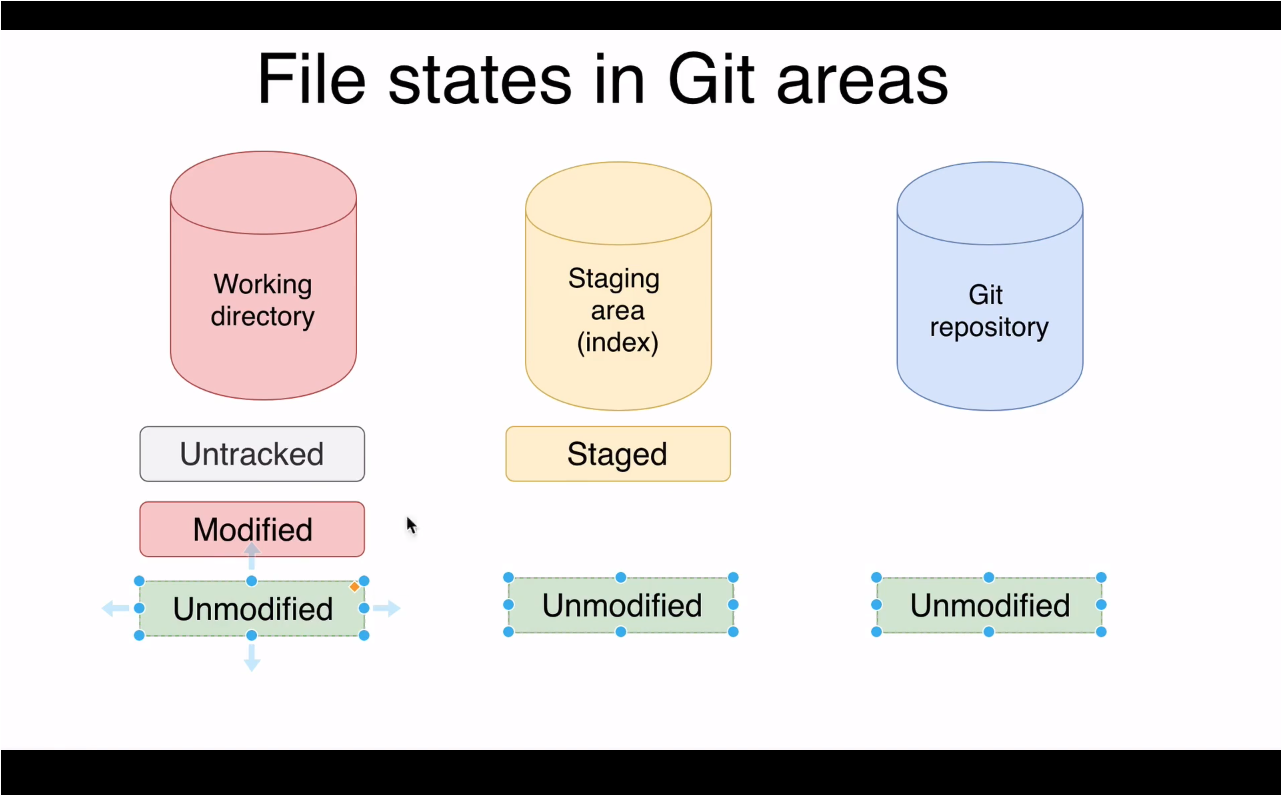 File states in Git areas
Working
directory
Staging
area
(index)
Git
repository
Untracked
Staged
Modified
Unmodified
Unmodified
Unmodified